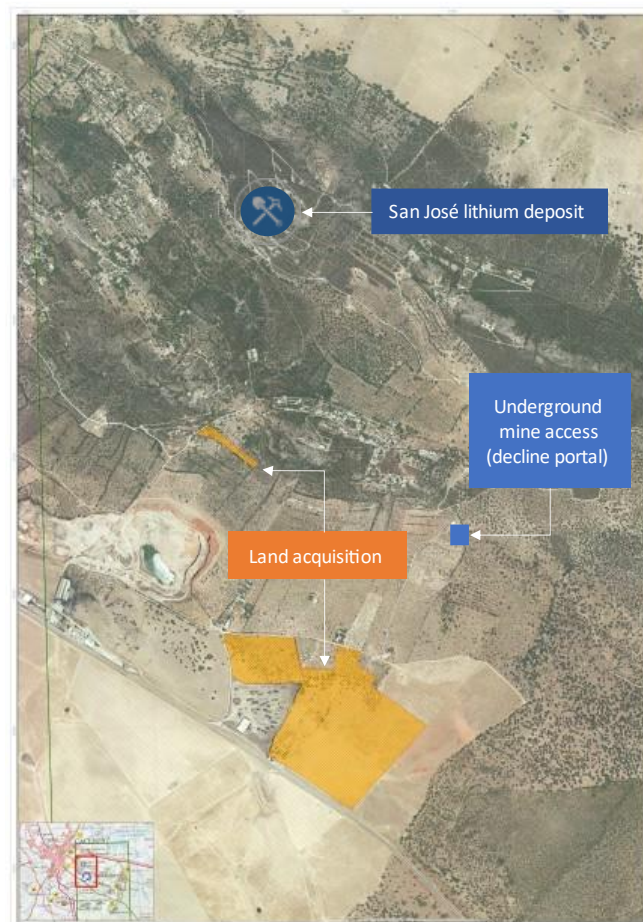 San José lithium deposit
Underground
mine access
(decline portal)
Land acquisition